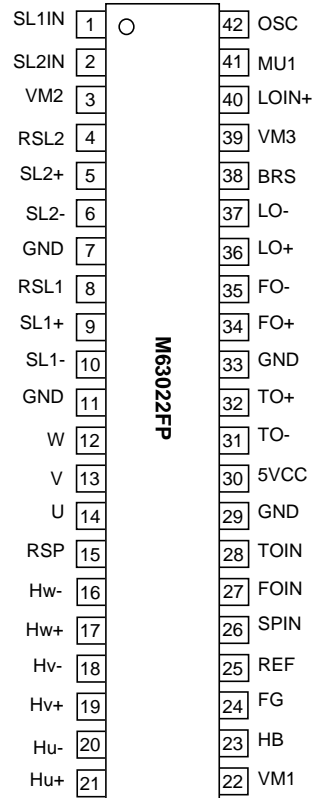 SL1IN 1 42 OSC
SL2IN 2 41 MU1
VM2 3 40 LOIN+
RSL2 4 39 VM3
SL2+ 5 38 BRS
SL2- 6 37 LO-
GND 7 36 LO+
RSL1 8 35 FO-
SL1+ 9 34 FO+
SL1- 10 33 GND
GND 11 32 TO+
W 12 31 TO-
V 13 30 5VCC
U 14 29 GND
RSP 15 28 TOIN
Hw- 16 27 FOIN
Hw+ 17 26 SPIN
Hv- 18 25 REF
Hv+ 19 24 FG
Hu- 20 23 HB
Hu+ 21 22 VM1
M63022FP